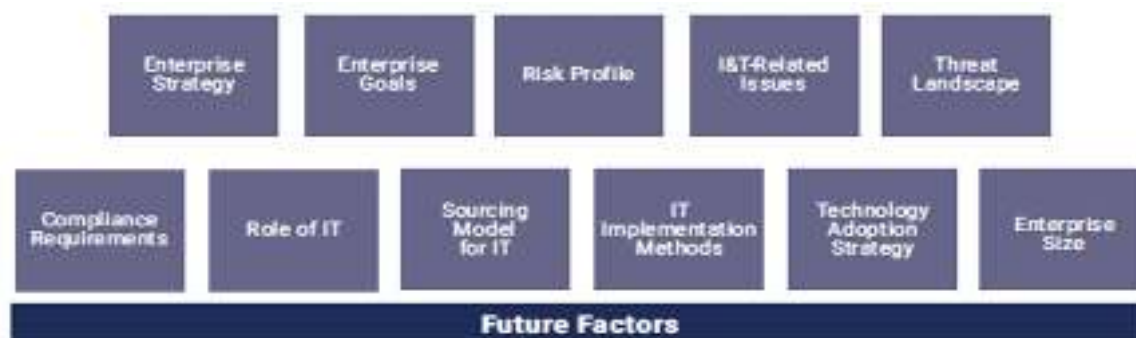 Enterprise
Strategy
Enterprise
Goals
Risk Profile
I&T-Related
Issues
Threat
Landscape
Compliance
Requirements
Role of IT
Sourcing
Model
for IT
IT
Implementation
Methods
Technology
Adoption
Strategy
Enterprise
Size
Future Factors